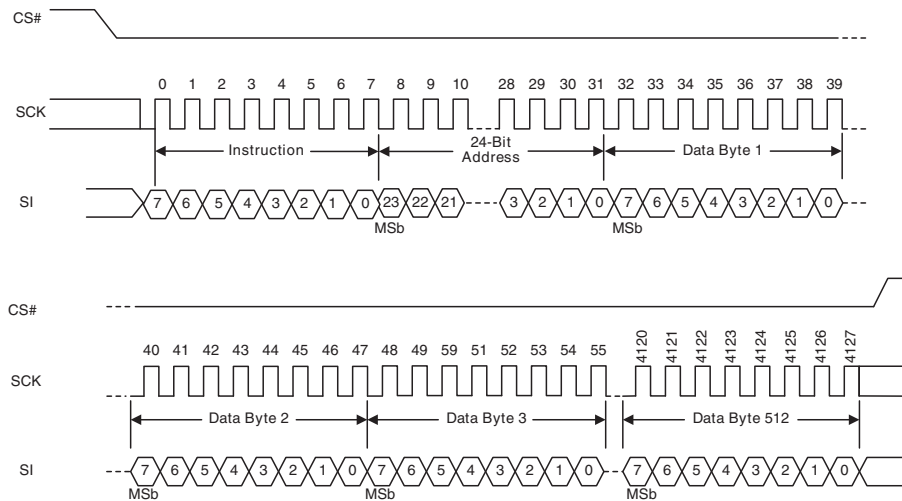 CS#
0 1 2 3 4 5 6 7 8 9 10 28 29 30 31 32 33 34 35 36 37 38 39
SCK
Instruction 24-Bit Address Data Byte 1
SI 7 6 5 4 3 2 1 0 23 22 21 3 2 1 0 7 6 5 4 3 2 1 0
MSb MSb
CS#
40 41 42 43 44 45 46 47 48 49 59 51 52 53 54 55 4120 4121 4122 4123 4124 4125 4126 4127
SCK
Data Byte 2 Data Byte 3 Data Byte 512
SI 7 6 5 4 3 2 1 0 7 6 5 4 3 2 1 0 7 6 5 4 3 2 1 0
MSb MSb MSb